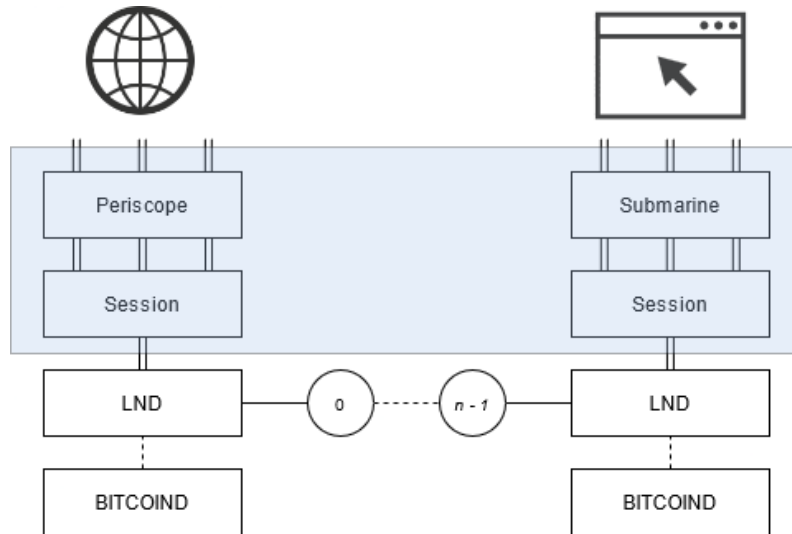 Periscope
Submarine
Session
Session
LND
0
n - 1
LND
BITCOIND
BITCOIND